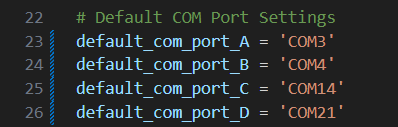 22 # Default COM Port Settings
23 default_com_port_A = 'COM3'
24 default_com_port_B = 'COM4'
25 default_com_port_C = 'COM14'
26 default_com_port_D = 'COM21'